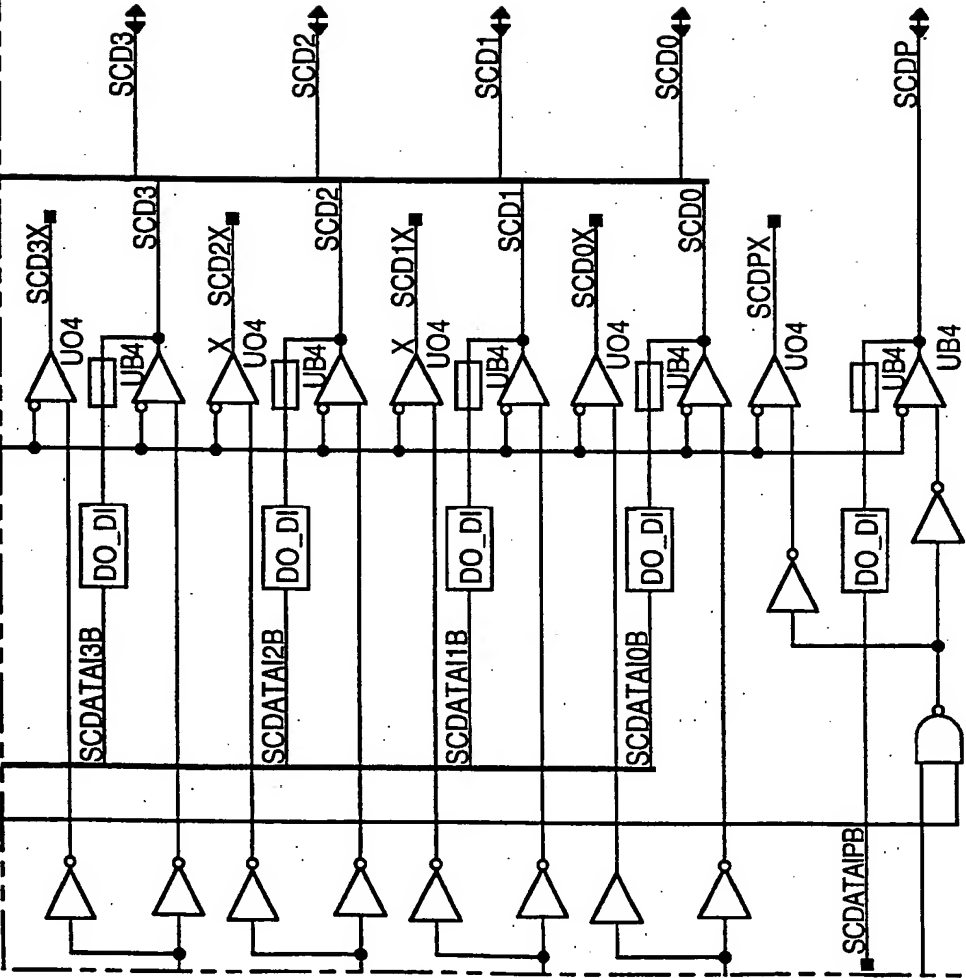 SCD3
SCD2
SCD1
SCD0
SCDP
SCD3X
SCD3
SCD2X
SCD2
SCD1X
SCD1
SCD0X
SCD0
SCDPX
UO4
UB4
X
UO4
UB4
X
UO4
UB4
UO4
UB4
UO4
UB4
UB4
DO_DI
DO_DI
DO_DI
DO_DI
DO_DI
SCDATAI3B
SCDATAI2B
SCDATAI1B
SCDATAI0B
SCDATAIPB